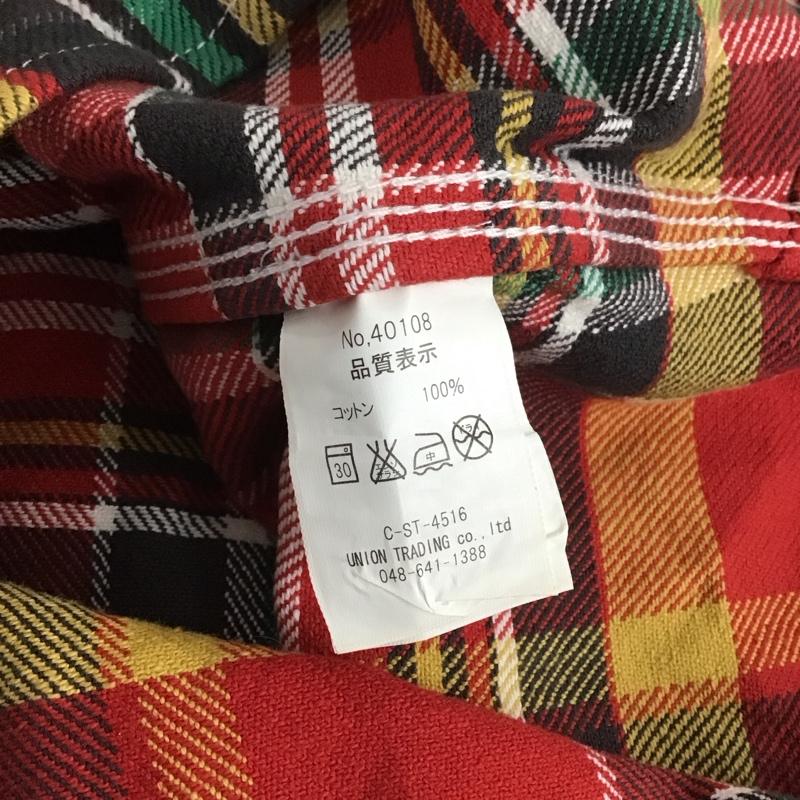 No,40108
品質表示
コットン 100%
30 中
C-ST-4516
UNION TRADING co., ltd
048-641-1388